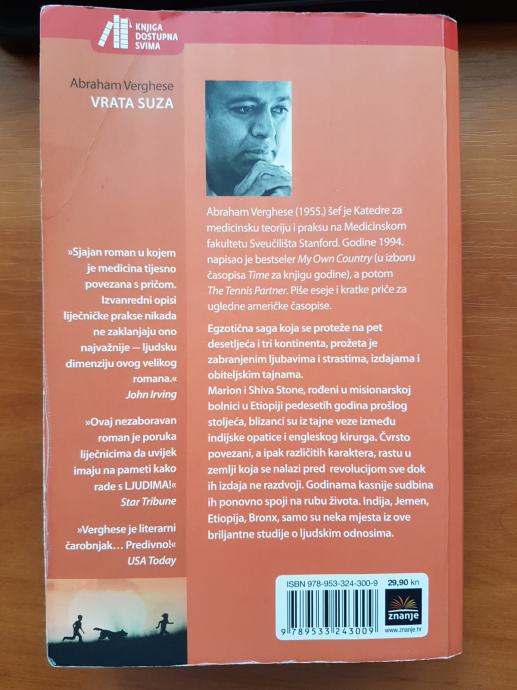 KNJIGA
DOSTUPNA
SVIMA
Abraham Verghese
VRATA SUZA
»Sjajan roman u kojem
je medicina tijesno
povezana s pričom.
Izvanredni opisi
liječničke prakse nikada
ne zaklanjaju ono
najvažnije — ljudsku
dimenziju ovog velikog
romana.«
John Irving
»Ovaj nezaboravan
roman je poruka
liječnicima da uvijek
imaju na pameti kako
rade s LJUDIMA!«
Star Tribune
»Verghese je literarni
čarobnjak... Predivno!«
USA Today
Abraham Verghese (1955.) šef je Katedre za
medicinsku teoriju i praksu na Medicinskom
fakultetu Sveučilišta Stanford. Godine 1994.
napisao je bestseler My Own Country (u izboru
časopisa Time za knjigu godine), a potom
The Tennis Partner. Piše eseje i kratke priče za
ugledne američke časopise.
Egzotična saga koja se proteže na pet
desetljeća i tri kontinenta, prožeta je
zabranjenim ljubavima i strastima, izdajama i
obiteljskim tajnama.
Marion i Shiva Stone, rođeni u misionarskoj
bolnici u Etiopiji pedesetih godina prošlog
stoljeća, blizanci su iz tajne veze između
indijske opatice i engleskog kirurga. Čvrsto
povezani, a ipak različitih karaktera, rastu u
zemlji koja se nalazi pred revolucijom sve dok
ih izdaja ne razdvoji. Godinama kasnije sudbina
ih ponovno spoji na rubu života. Indija, Jemen,
Etiopija, Bronx, samo su neka mjesta iz ove
briljantne studije o ljudskim odnosima.
ISBN 978-953-324-300-9
29,90 kn
9 789533 243009
znanje
www.znanje.hr